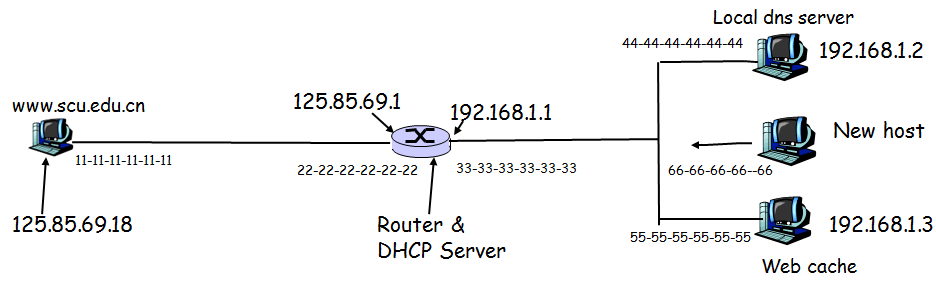 Local dns server
44-44-44-44-44-44
192.168.1.2
www.scu.edu.cn
125.85.69.1
192.168.1.1
New host
11-11-11-11-11-11
22-22-22-22-22-22
33-33-33-33-33-33
66-66-66-66--66
125.85.69.18
Router &
DHCP Server
192.168.1.3
55-55-55-55-55-55
Web cache